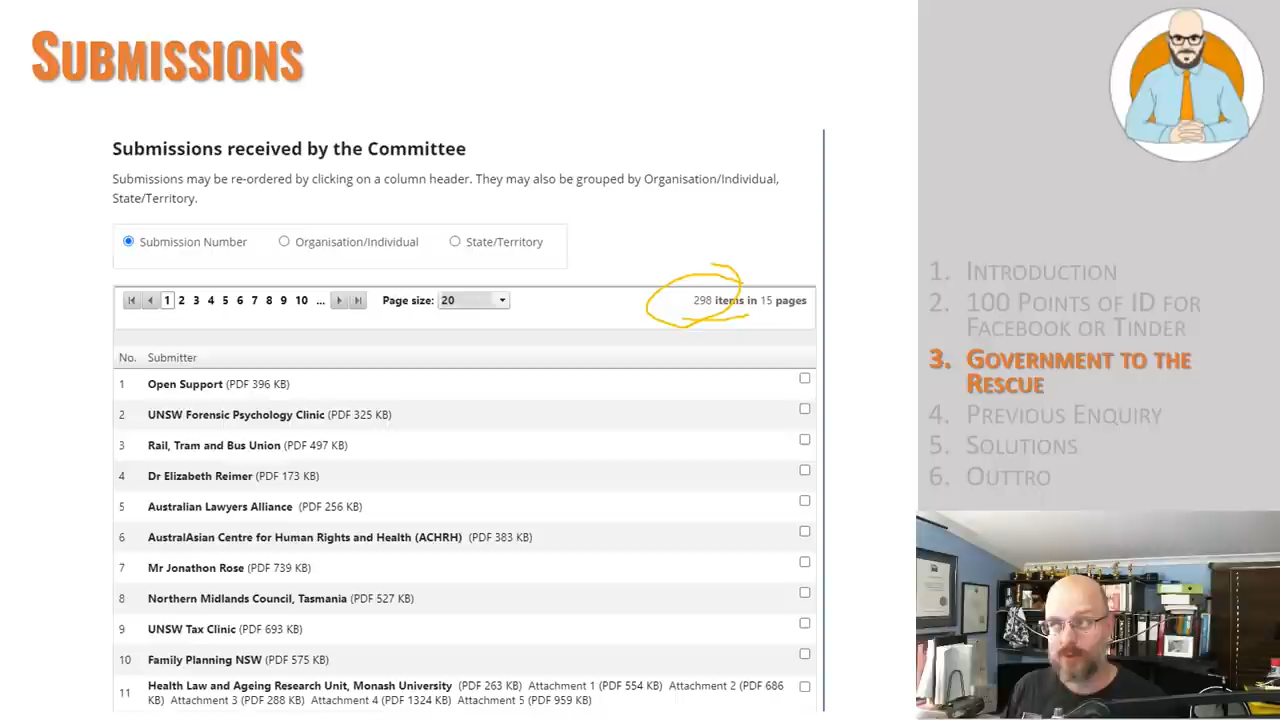 SUBMISSIONS
Submissions received by the Committee
Submissions may be re-ordered by clicking on a column header. They may also be grouped by Organisation/Individual,
State/Territory.
Submission Number Organisation/Individual State/Territory
1 2 3 4 5 6 7 8 9 10 ... Page size: 20 298 items in 15 pages
No. Submitter
1 Open Support (PDF 396 KB)
2 UNSW Forensic Psychology Clinic (PDF 325 KB)
3 Rail, Tram and Bus Union (PDF 497 KB)
4 Dr Elizabeth Reimer (PDF 173 KB)
5 Australian Lawyers Alliance (PDF 256 KB)
6 AustralAsian Centre for Human Rights and Health (ACHRH) (PDF 383 KB)
7 Mr Jonathon Rose (PDF 739 KB)
8 Northern Midlands Council, Tasmania (PDF 527 KB)
9 UNSW Tax Clinic (PDF 693 KB)
10 Family Planning NSW (PDF 575 KB)
11 Health Law and Ageing Research Unit, Monash University (PDF 263 KB) Attachment 1 (PDF 554 KB) Attachment 2 (PDF 686
KB) Attachment 3 (PDF 288 KB) Attachment 4 (PDF 1324 KB) Attachment 5 (PDF 959 KB)
1. INTRODUCTION
2. 100 POINTS OF ID FOR
FACEBOOK OR TINDER
3. GOVERNMENT TO THE
RESCUE
4. PREVIOUS ENQUIRY
5. SOLUTIONS
6. OUTTRO